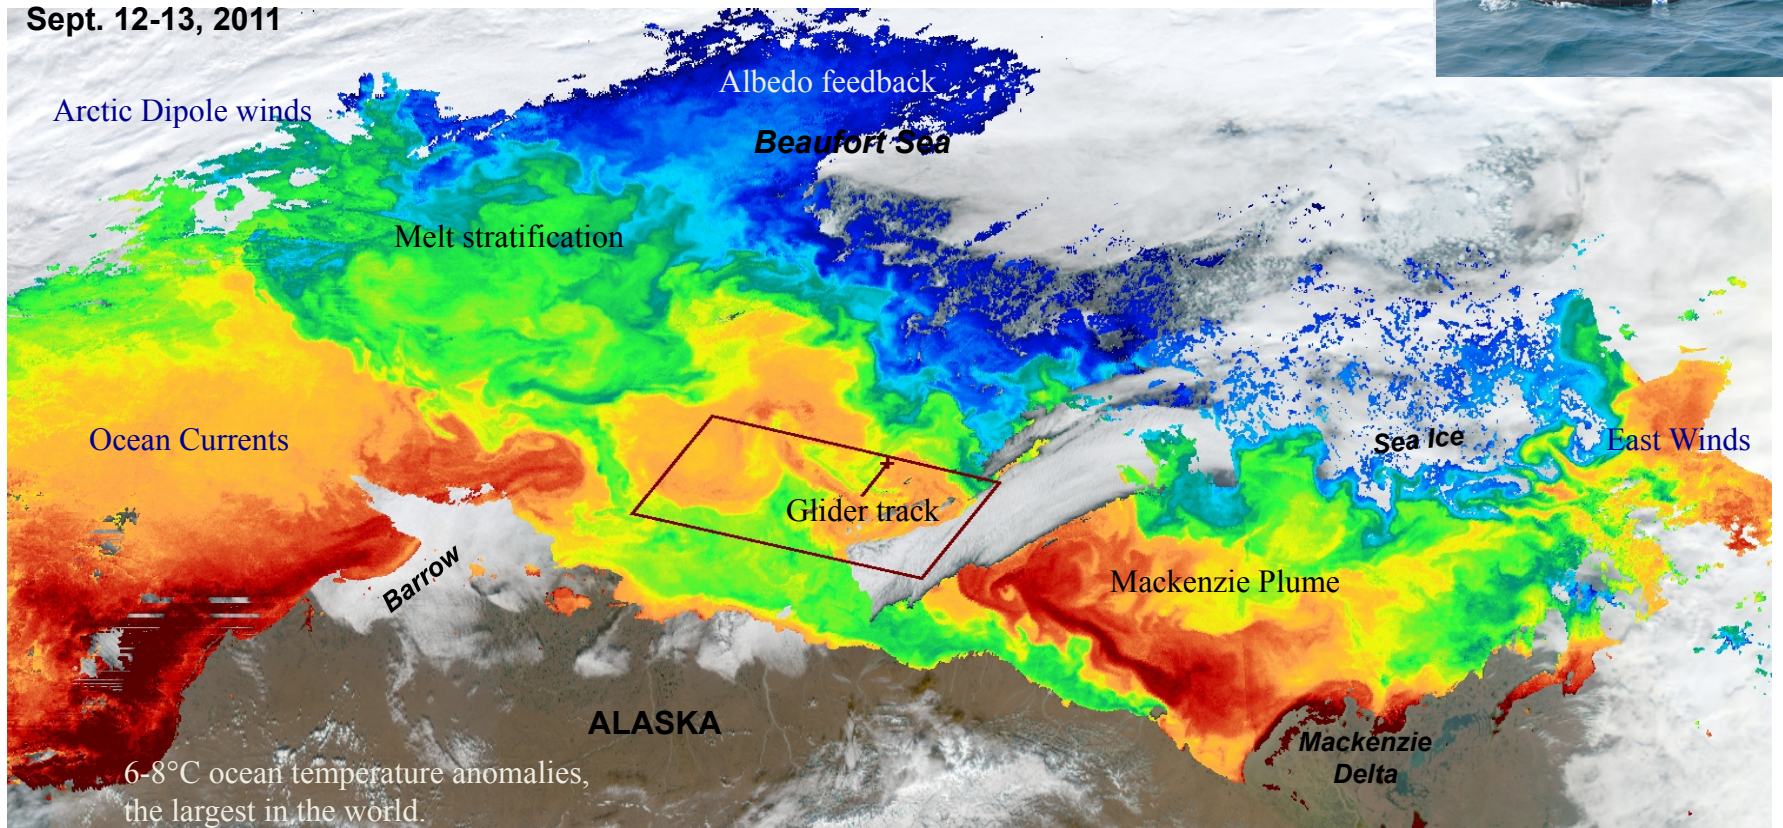 Sept. 12-13, 2011
Albedo feedback
Arctic Dipole winds
Beaufort Sea
Melt stratification
Ocean Currents
Sea Ice
East Winds
Glider track
Barrow
Mackenzie Plume
ALASKA
Mackenzie
Delta
6-8°C ocean temperature anomalies,
the largest in the world.